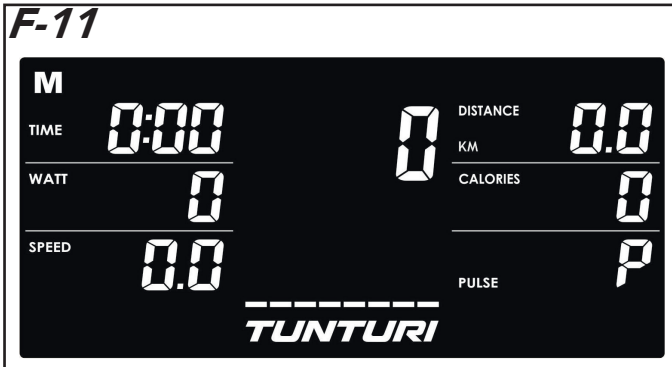 F-11
M
TIME 0:00
0
DISTANCE 0.0
KM
WATT 0
CALORIES 0
SPEED 0.0
PULSE P
TUNTURI